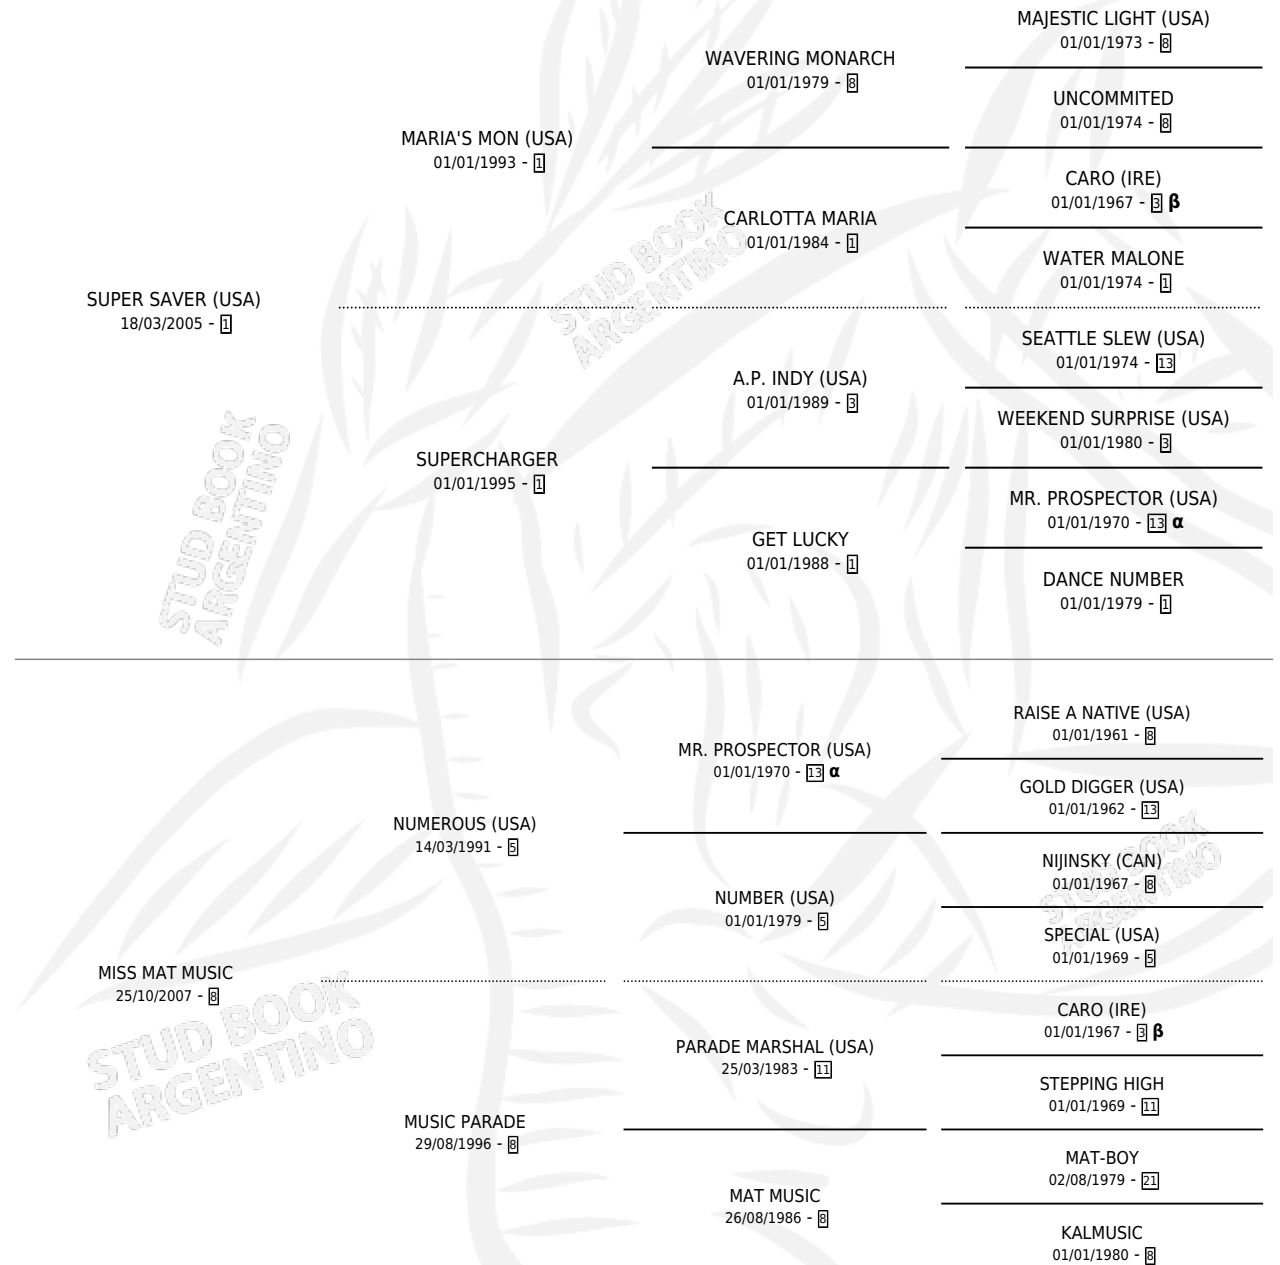 MAJESTIC LIGHT (USA)
01/01/1973 - 8
WAVERING MONARCH
01/01/1979 - 8
UNCOMMITED
01/01/1974 - 8
MARIA'S MON (USA)
01/01/1993 - 1
CARO (IRE)
01/01/1967 - 3 β
CARLOTTA MARIA
01/01/1984 - 1
WATER MALONE
01/01/1974 - 1
SUPER SAVER (USA)
18/03/2005 - 1
SEATTLE SLEW (USA)
01/01/1974 - 13
A.P. INDY (USA)
01/01/1989 - 3
WEEKEND SURPRISE (USA)
01/01/1980 - 3
SUPERCHARGER
01/01/1995 - 1
MR. PROSPECTOR (USA)
01/01/1970 - 13 α
GET LUCKY
01/01/1988 - 1
DANCE NUMBER
01/01/1979 - 1
RAISE A NATIVE (USA)
01/01/1961 - 8
MR. PROSPECTOR (USA)
01/01/1970 - 13 α
GOLD DIGGER (USA)
01/01/1962 - 13
NUMEROUS (USA)
14/03/1991 - 5
NIJINSKY (CAN)
01/01/1967 - 8
NUMBER (USA)
01/01/1979 - 5
SPECIAL (USA)
01/01/1969 - 5
MISS MAT MUSIC
25/10/2007 - 8
CARO (IRE)
01/01/1967 - 3 β
PARADE MARSHAL (USA)
25/03/1983 - 11
STEPPING HIGH
01/01/1969 - 11
MUSIC PARADE
29/08/1996 - 8
MAT-BOY
02/08/1979 - 21
MAT MUSIC
26/08/1986 - 8
KALMUSIC
01/01/1980 - 8
STUD BOOK
ARGENTINO
STUD BOOK
ARGENTINO
STUD BOOK
ARGENTINO
STUD BOOK
ARGENTINO